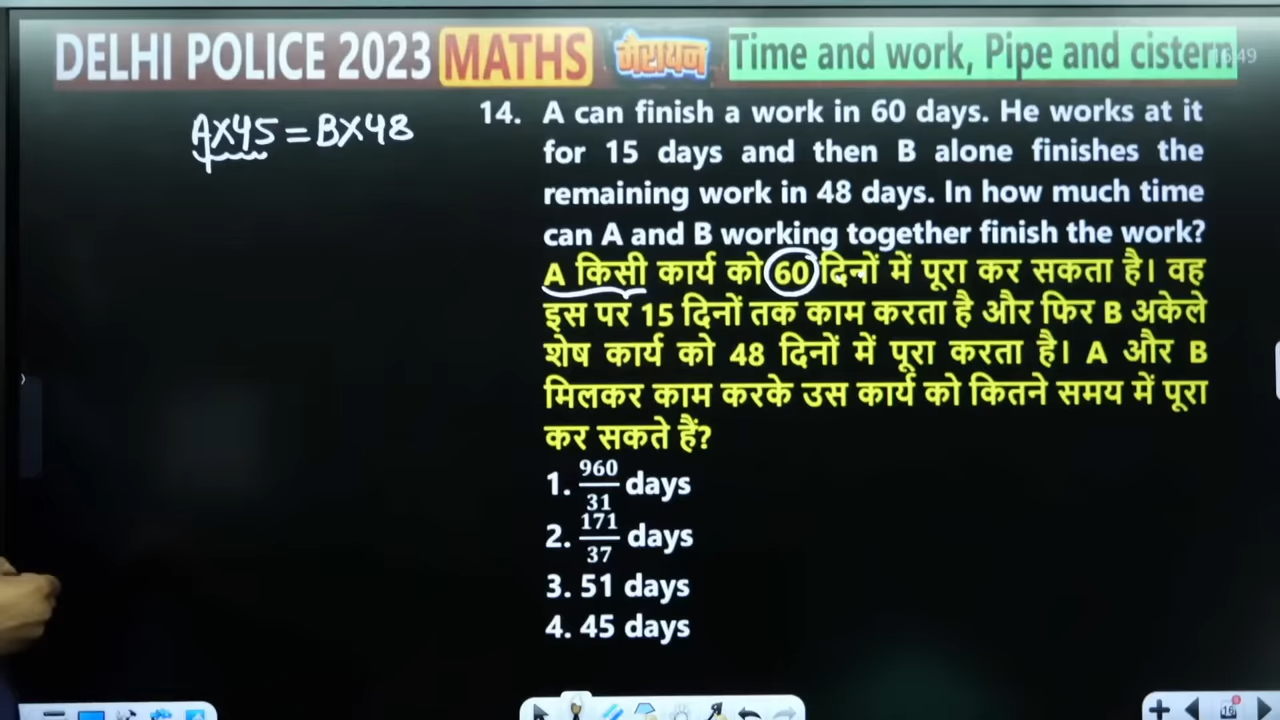 DELHI POLICE 2023 MATHS मैरायन Time and work, Pipe and cistern
A×45 = B×48
14. A can finish a work in 60 days. He works at it
for 15 days and then B alone finishes the
remaining work in 48 days. In how much time
can A and B working together finish the work?
A किसी कार्य को 60 दिनों में पूरा कर सकता है। वह
इस पर 15 दिनों तक काम करता है और फिर B अकेले
शेष कार्य को 48 दिनों में पूरा करता है। A और B
मिलकर काम करके उस कार्य को कितने समय में पूरा
कर सकते हैं?
1. 960/31 days
2. 171/37 days
3. 51 days
4. 45 days